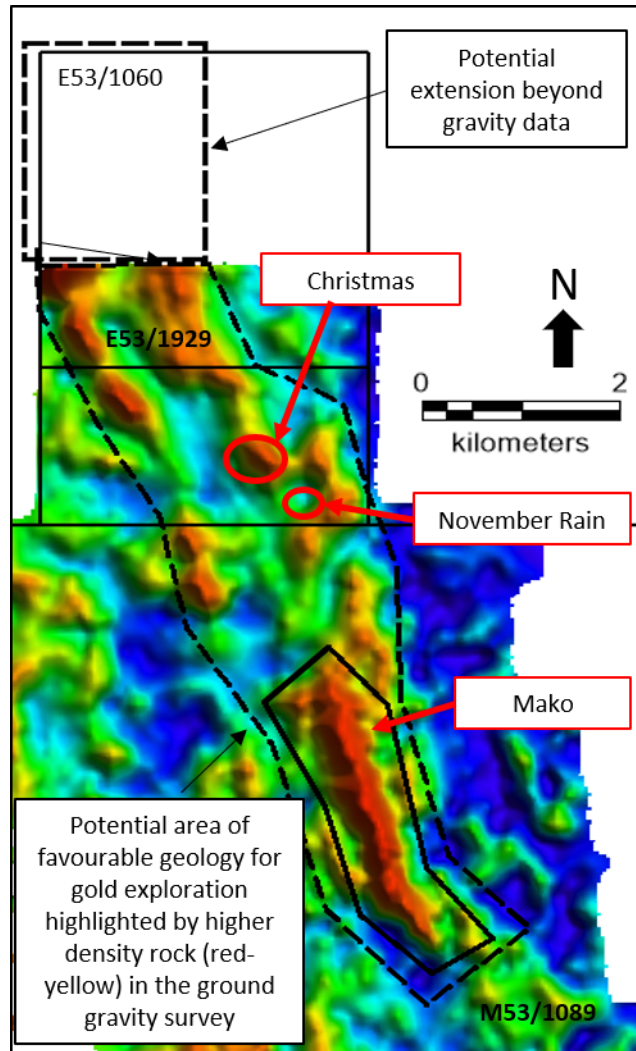 E53/1060
Potential
extension beyond
gravity data
Christmas
N
E53/1929
0 2
kilometers
November Rain
Mako
Potential area of
favourable geology for
gold exploration
highlighted by higher
density rock (red-
yellow) in the ground
gravity survey
M53/1089